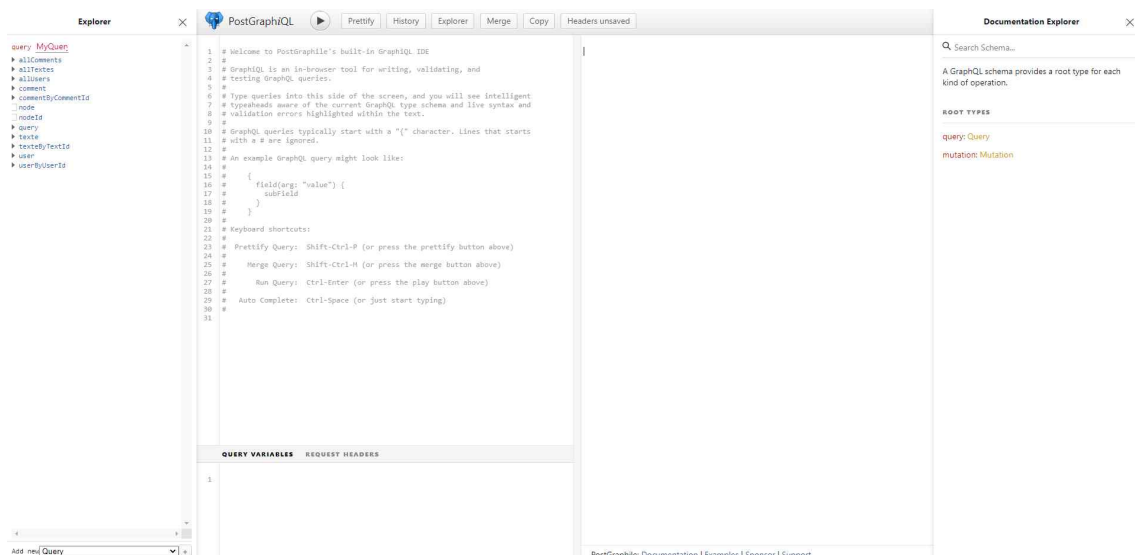 Explorer
query MyQuery
allComments
allTextes
allUsers
comment
commentByCommentId
node
nodeId
query
texte
texteByTextId
user
userByUserId
Add new Query +
PostGraphiQL
Prettify
History
Explorer
Merge
Copy
Headers unsaved
1 # Welcome to PostGraphile's built-in GraphiQL IDE
2 #
3 # GraphiQL is an in-browser tool for writing, validating, and
4 # testing GraphQL queries.
5 #
6 # Type queries into this side of the screen, and you will see intelligent
7 # typeaheads aware of the current GraphQL type schema and live syntax and
8 # validation errors highlighted within the text.
9 #
10 # GraphQL queries typically start with a "{" character. Lines that starts
11 # with a # are ignored.
12 #
13 # An example GraphQL query might look like:
14 #
15 #     {
16 #       field(arg: "value") {
17 #         subField
18 #       }
19 #     }
20 #
21 # Keyboard shortcuts:
22 #
23 #  Prettify Query:  Shift-Ctrl-P (or press the prettify button above)
24 #
25 #     Merge Query:  Shift-Ctrl-M (or press the merge button above)
26 #
27 #       Run Query:  Ctrl-Enter (or press the play button above)
28 #
29 #   Auto Complete:  Ctrl-Space (or just start typing)
30 #
31
QUERY VARIABLES REQUEST HEADERS
1
PostGraphile: Documentation | Examples | Sponsor | Support
Documentation Explorer
Search Schema...
A GraphQL schema provides a root type for each
kind of operation.
ROOT TYPES
query: Query
mutation: Mutation